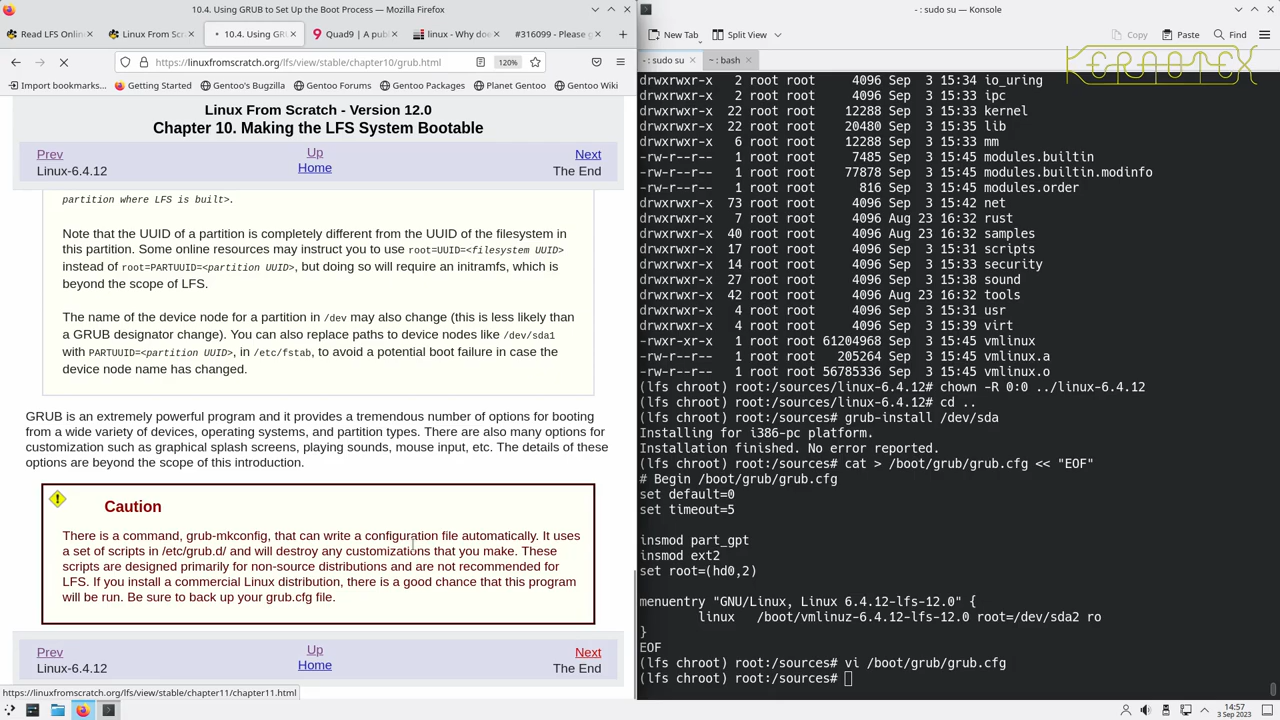 10.4. Using GRUB to Set Up the Boot Process — Mozilla Firefox
Read LFS Onlin
Linux From Scra
10.4. Using GRU
Quad9 | A publ
linux - Why doe
#316099 – Please g
https://linuxfromscratch.org/lfs/view/stable/chapter10/grub.html
120%
Import bookmarks...
Getting Started
Gentoo's Bugzilla
Gentoo Forums
Gentoo Packages
Planet Gentoo
Gentoo Wiki
Linux From Scratch - Version 12.0
Chapter 10. Making the LFS System Bootable
Prev
Up
Next
Linux-6.4.12
Home
The End
partition where LFS is built>.
Note that the UUID of a partition is completely different from the UUID of the filesystem in
this partition. Some online resources may instruct you to use root=UUID=<filesystem UUID>
instead of root=PARTUUID=<partition UUID>, but doing so will require an initramfs, which is
beyond the scope of LFS.
The name of the device node for a partition in /dev may also change (this is less likely than
a GRUB designator change). You can also replace paths to device nodes like /dev/sda1
with PARTUUID=<partition UUID>, in /etc/fstab, to avoid a potential boot failure in case the
device node name has changed.
GRUB is an extremely powerful program and it provides a tremendous number of options for booting
from a wide variety of devices, operating systems, and partition types. There are also many options for
customization such as graphical splash screens, playing sounds, mouse input, etc. The details of these
options are beyond the scope of this introduction.
Caution
There is a command, grub-mkconfig, that can write a configuration file automatically. It uses
a set of scripts in /etc/grub.d/ and will destroy any customizations that you make. These
scripts are designed primarily for non-source distributions and are not recommended for
LFS. If you install a commercial Linux distribution, there is a good chance that this program
will be run. Be sure to back up your grub.cfg file.
Prev
Up
Next
Linux-6.4.12
Home
The End
https://linuxfromscratch.org/lfs/view/stable/chapter11/chapter11.html
- : sudo su — Konsole
New Tab
Split View
Copy
Paste
Find
- : sudo su
~ : bash
KERNOTEX
drwxrwxr-x 2 root root 4096 Sep 3 15:34 io_uring
drwxrwxr-x 2 root root 4096 Sep 3 15:33 ipc
drwxrwxr-x 22 root root 12288 Sep 3 15:33 kernel
drwxrwxr-x 22 root root 20480 Sep 3 15:35 lib
drwxrwxr-x 6 root root 12288 Sep 3 15:33 mm
-rw-r--r-- 1 root root 7485 Sep 3 15:45 modules.builtin
-rw-r--r-- 1 root root 77878 Sep 3 15:45 modules.builtin.modinfo
-rw-r--r-- 1 root root 816 Sep 3 15:45 modules.order
drwxrwxr-x 73 root root 4096 Sep 3 15:42 net
drwxrwxr-x 7 root root 4096 Aug 23 16:32 rust
drwxrwxr-x 40 root root 4096 Aug 23 16:32 samples
drwxrwxr-x 17 root root 4096 Sep 3 15:31 scripts
drwxrwxr-x 14 root root 4096 Sep 3 15:33 security
drwxrwxr-x 27 root root 4096 Sep 3 15:38 sound
drwxrwxr-x 42 root root 4096 Aug 23 16:32 tools
drwxrwxr-x 4 root root 4096 Sep 3 15:31 usr
drwxrwxr-x 4 root root 4096 Sep 3 15:39 virt
-rwxr-xr-x 1 root root 61204968 Sep 3 15:45 vmlinux
-rw-r--r-- 1 root root 205264 Sep 3 15:45 vmlinux.a
-rw-r--r-- 1 root root 56785336 Sep 3 15:45 vmlinux.o
(lfs chroot) root:/sources/linux-6.4.12# chown -R 0:0 ../linux-6.4.12
(lfs chroot) root:/sources/linux-6.4.12# cd ..
(lfs chroot) root:/sources# grub-install /dev/sda
Installing for i386-pc platform.
Installation finished. No error reported.
(lfs chroot) root:/sources# cat > /boot/grub/grub.cfg << "EOF"
# Begin /boot/grub/grub.cfg
set default=0
set timeout=5
insmod part_gpt
insmod ext2
set root=(hd0,2)
menuentry "GNU/Linux, Linux 6.4.12-lfs-12.0" {
linux /boot/vmlinuz-6.4.12-lfs-12.0 root=/dev/sda2 ro
}
EOF
(lfs chroot) root:/sources# vi /boot/grub/grub.cfg
(lfs chroot) root:/sources#
14:57
3 Sep 2023